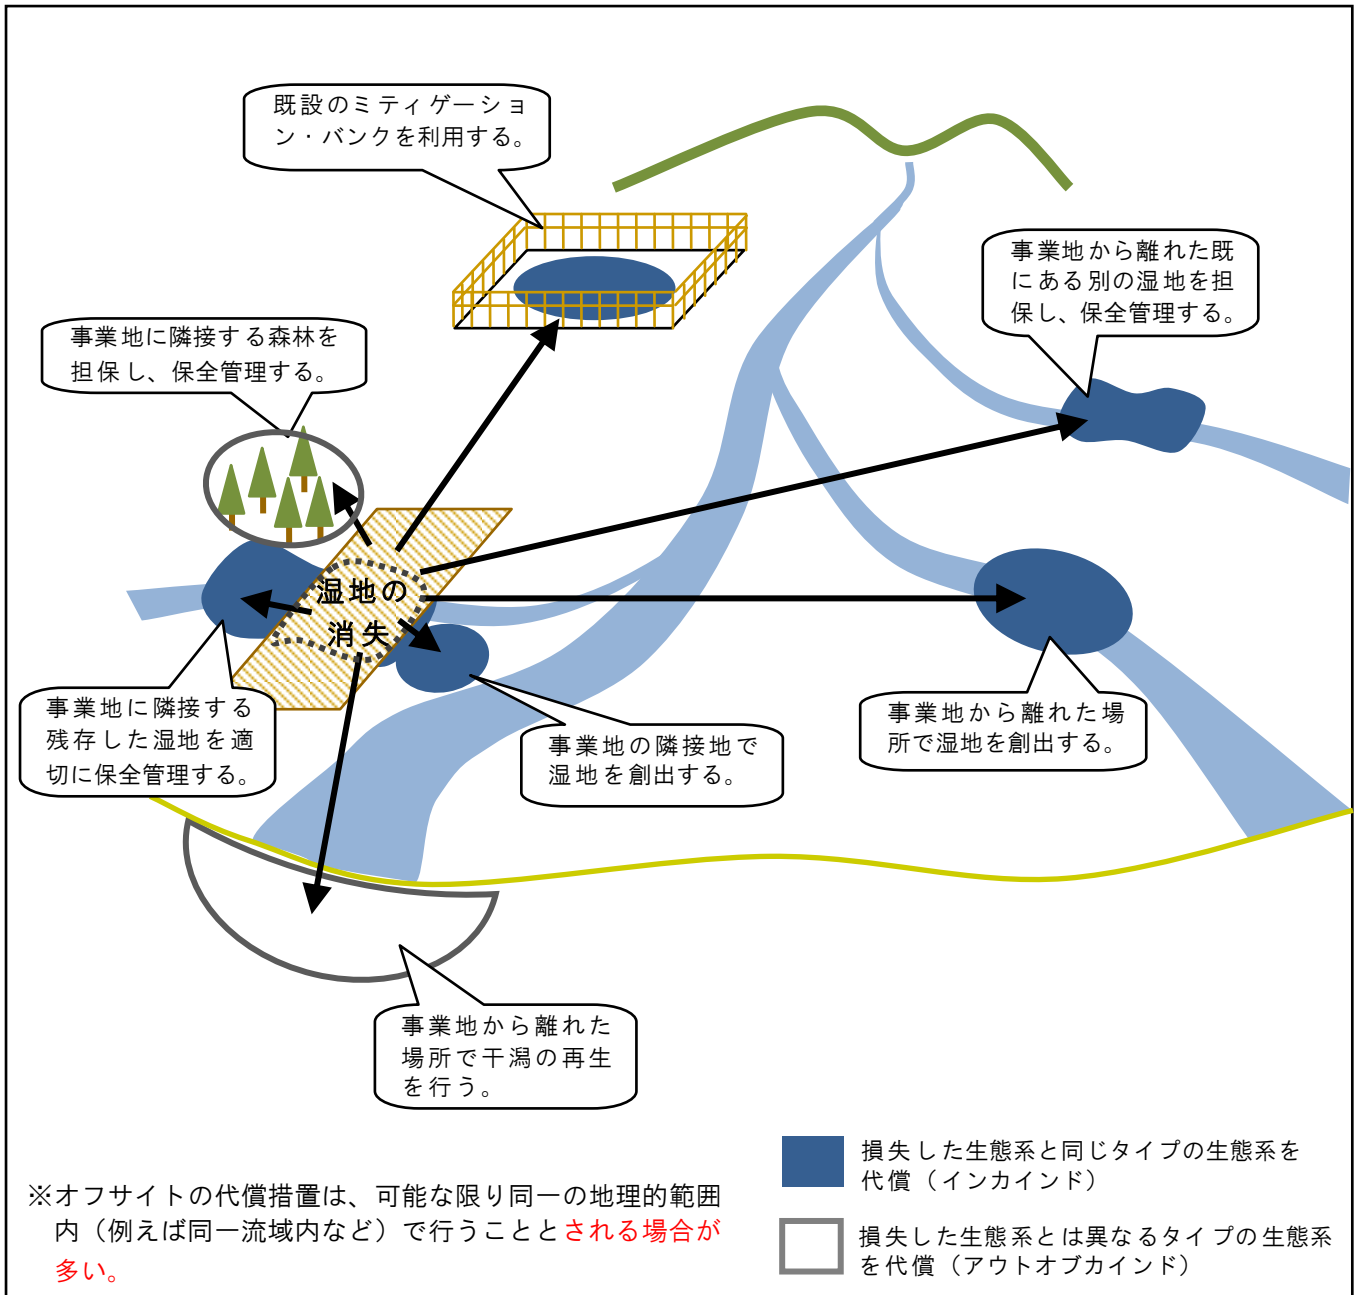 既設のミティゲーショ
ン・バンクを利用する。
事業地から離れた既
にある別の湿地を担
保し、保全管理する。
事業地に隣接する森林を
担保し、保全管理する。
湿地の
消失
事業地に隣接する
残存した湿地を適
切に保全管理する。
事業地の隣接地で
湿地を創出する。
事業地から離れた場
所で湿地を創出する。
事業地から離れた
場所で干潟の再生
を行う。
※オフサイトの代償措置は、可能な限り同一の地理的範囲
内（例えば同一流域内など）で行うこととされる場合が
多い。
損失した生態系と同じタイプの生態系を
代償（インカインド）
損失した生態系とは異なるタイプの生態系
を代償（アウトオブカインド）